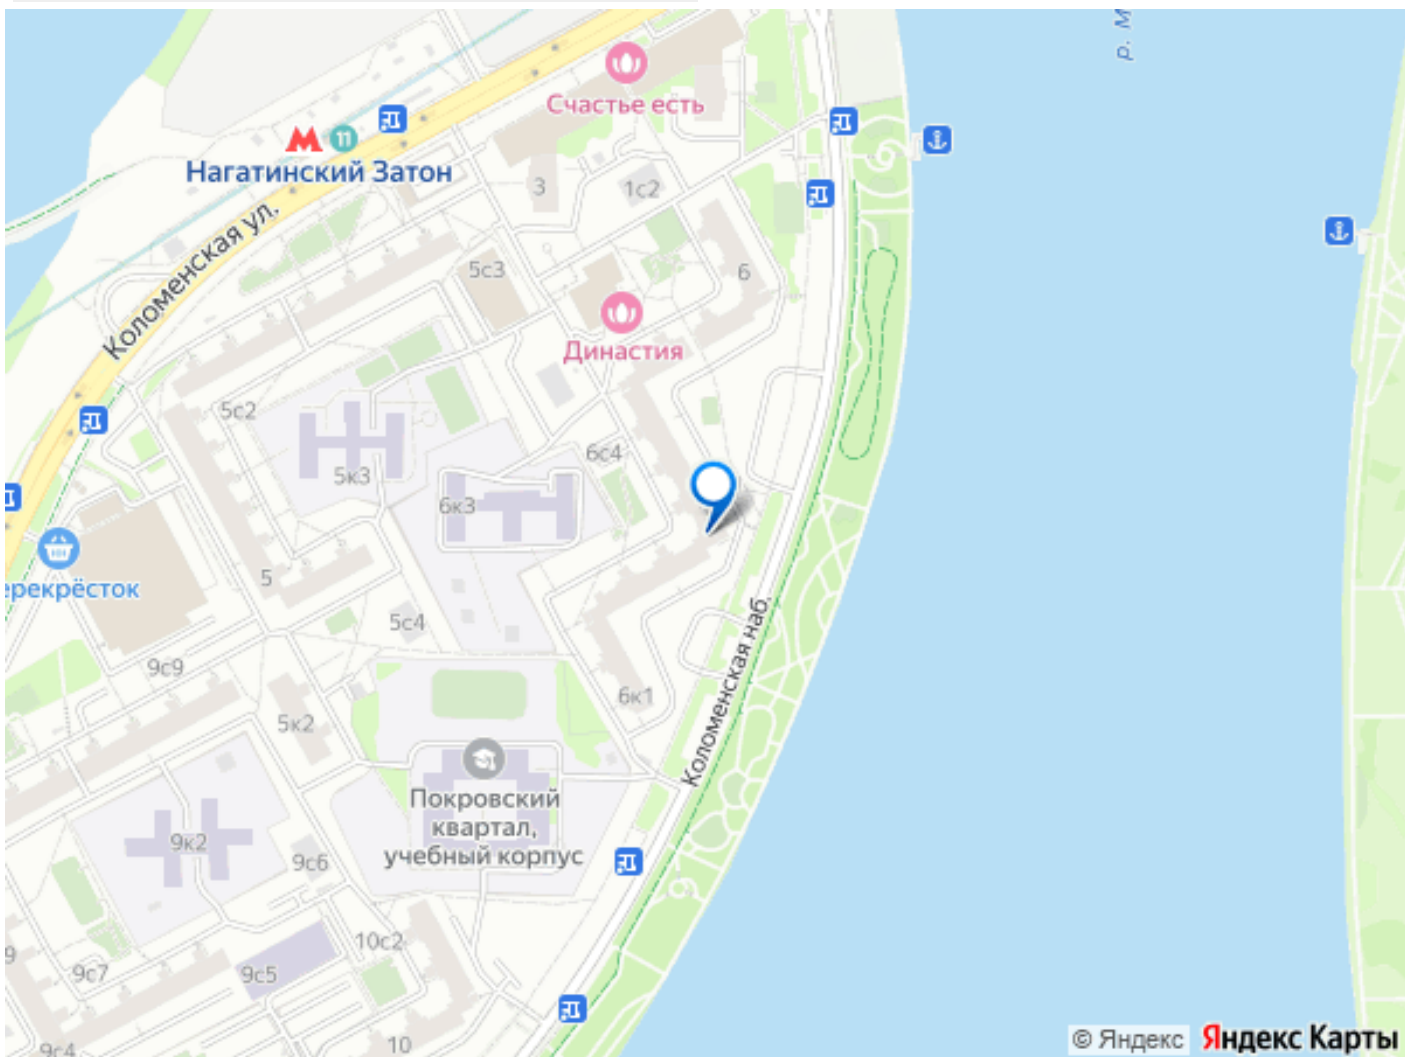 р. М
Счастье есть
11
Нагатинский Затон
3
1с2
Коломенская ул.
5с3
6
Династия
5с2
6с4
5к3
6к3
5
ерекрёсток
5с4
Коломенская наб.
9с9
6к1
5к2
Покровский
квартал,
учебный корпус
9к2
9с6
10с2
9
9с7
9с5
10
9с4
© Яндекс Яндекс Карты